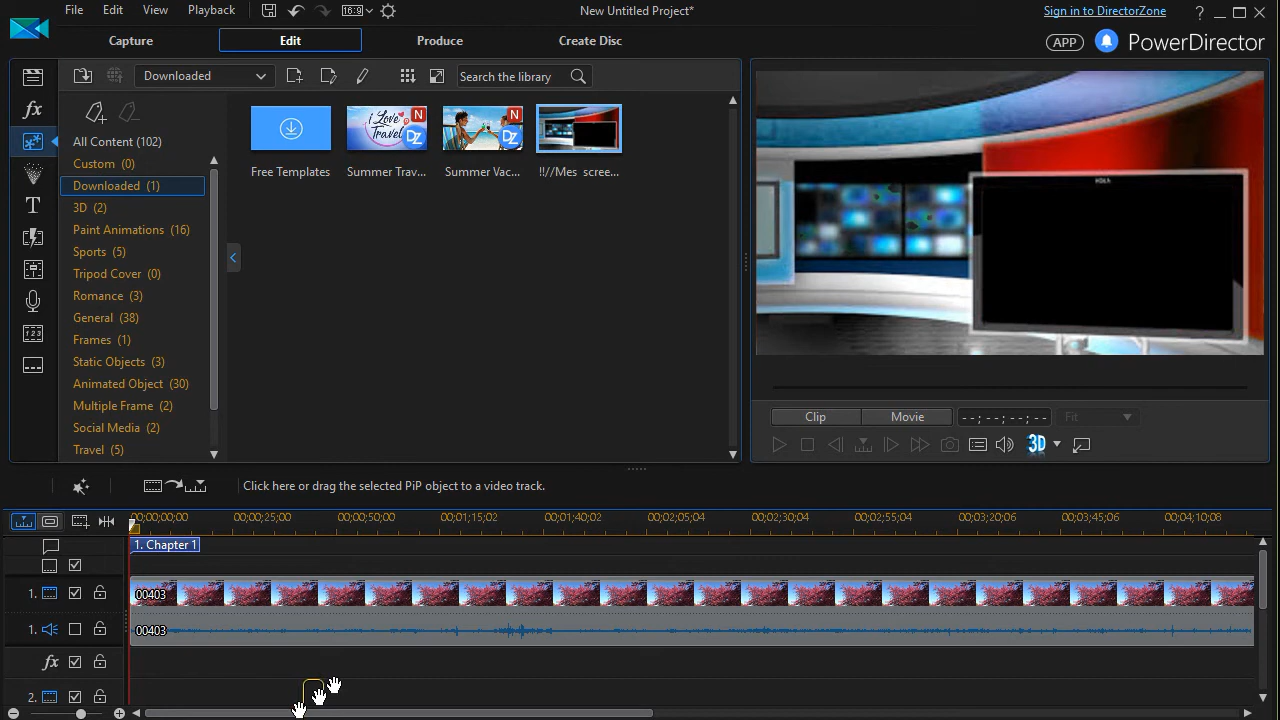 File Edit View Playback 16:9 New Untitled Project* Sign in to DirectorZone ?
Capture Edit Produce Create Disc APP PowerDirector
fx
T
Downloaded Search the library
All Content (102)
Custom (0)
Downloaded (1)
3D (2)
Paint Animations (16)
Sports (5)
Tripod Cover (0)
Romance (3)
General (38)
Frames (1)
Static Objects (3)
Animated Object (30)
Multiple Frame (2)
Social Media (2)
Travel (5)
I Love Travel N DZ
N DZ
Free Templates Summer Trav... Summer Vac... !!//Mes scree...
Clip Movie --;--;--;-- Fit
3D
Click here or drag the selected PiP object to a video track.
00;00;00;00 00;00;25;00 00;00;50;00 00;01;15;02 00;01;40;02 00;02;05;04 00;02;30;04 00;02;55;04 00;03;20;06 00;03;45;06 00;04;10;08
1. Chapter 1
1. 00403
1. 00403
fx
2.